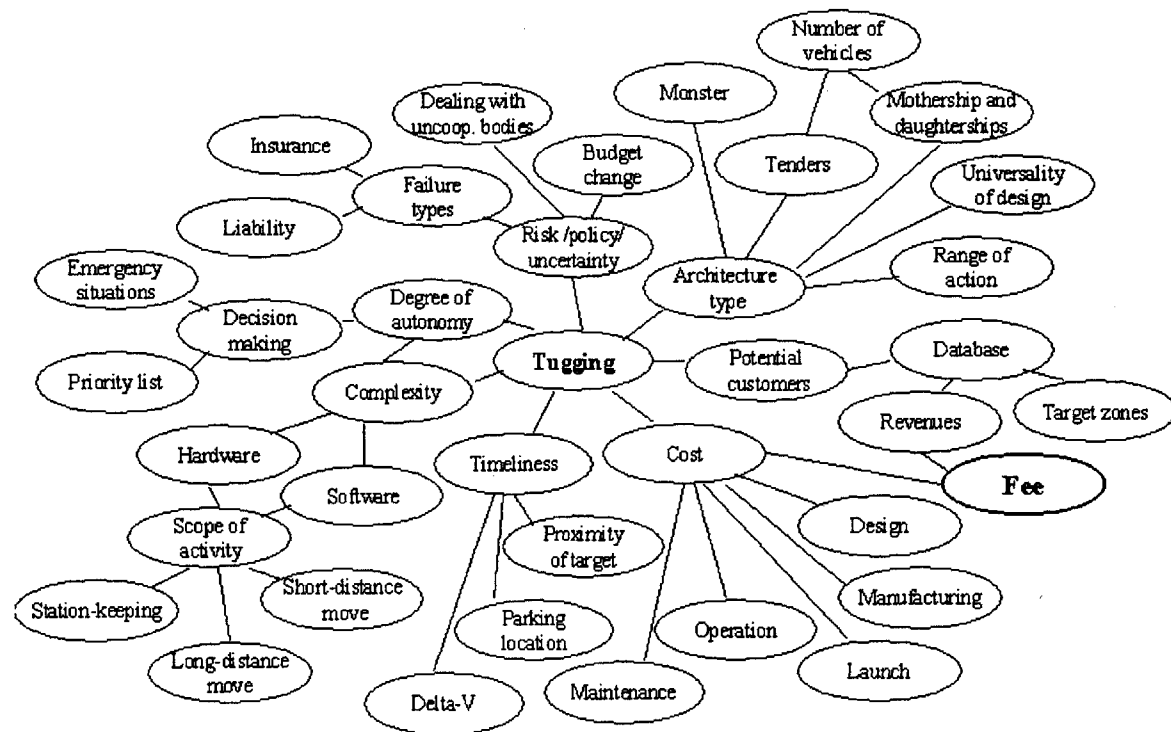 Number of
vehicles
Monster
Dealing with
uncoop. bodies
Mothership and
daughterships
Insurance
Budget
change
Tenders
Failure
types
Universality
of design
Liability
Risk /policy/
uncertainty
Emergency
situations
Degree of
autonomy
Architecture
type
Range of
action
Decision
making
Tugging
Potential
customers
Database
Priority list
Complexity
Revenues
Target zones
Hardware
Timeliness
Cost
Fee
Software
Scope of
activity
Proximity
of target
Design
Station-keeping
Short-distance
move
Manufacturing
Parking
location
Operation
Long-distance
move
Launch
Delta-V
Maintenance